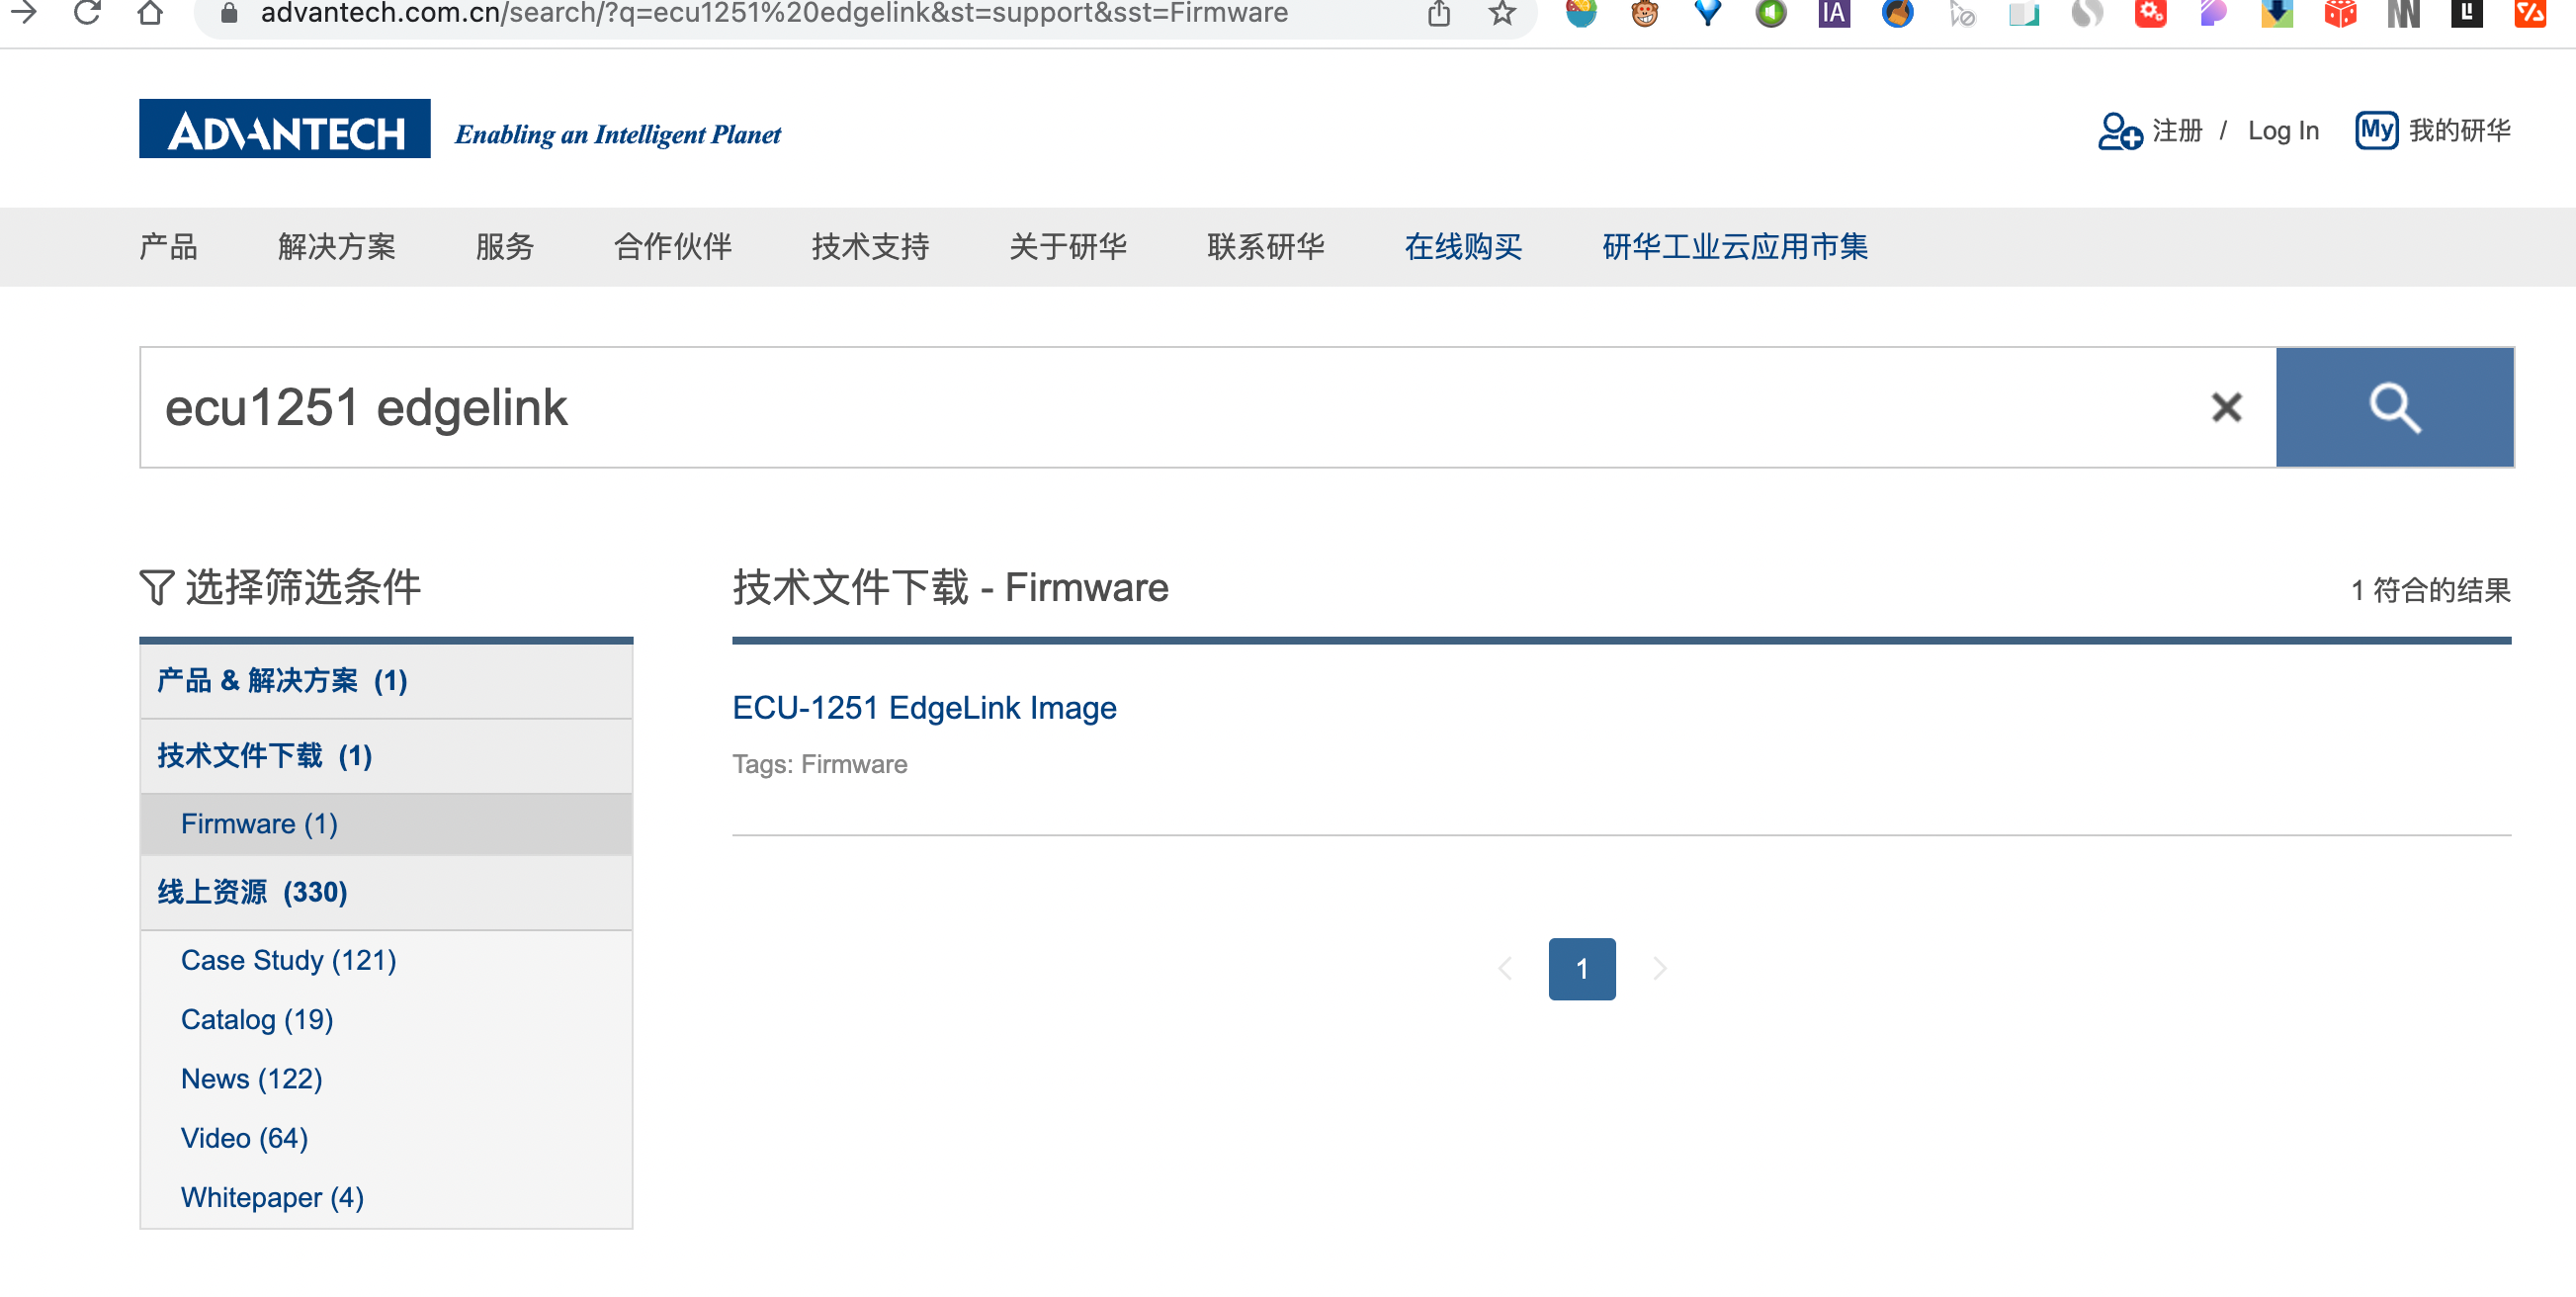 advantech.com.cn/search/?q=ecu1251%20edgelink&st=support&sst=Firmware
IA
ADVANTECH Enabling an Intelligent Planet
注册 / Log In My 我的研华
产品 解决方案 服务 合作伙伴 技术支持 关于研华 联系研华 在线购买 研华工业云应用市集
ecu1251 edgelink
选择筛选条件
产品 & 解决方案 (1)
技术文件下载 (1)
Firmware (1)
线上资源 (330)
Case Study (121)
Catalog (19)
News (122)
Video (64)
Whitepaper (4)
技术文件下载 - Firmware
1 符合的结果
ECU-1251 EdgeLink Image
Tags: Firmware
1